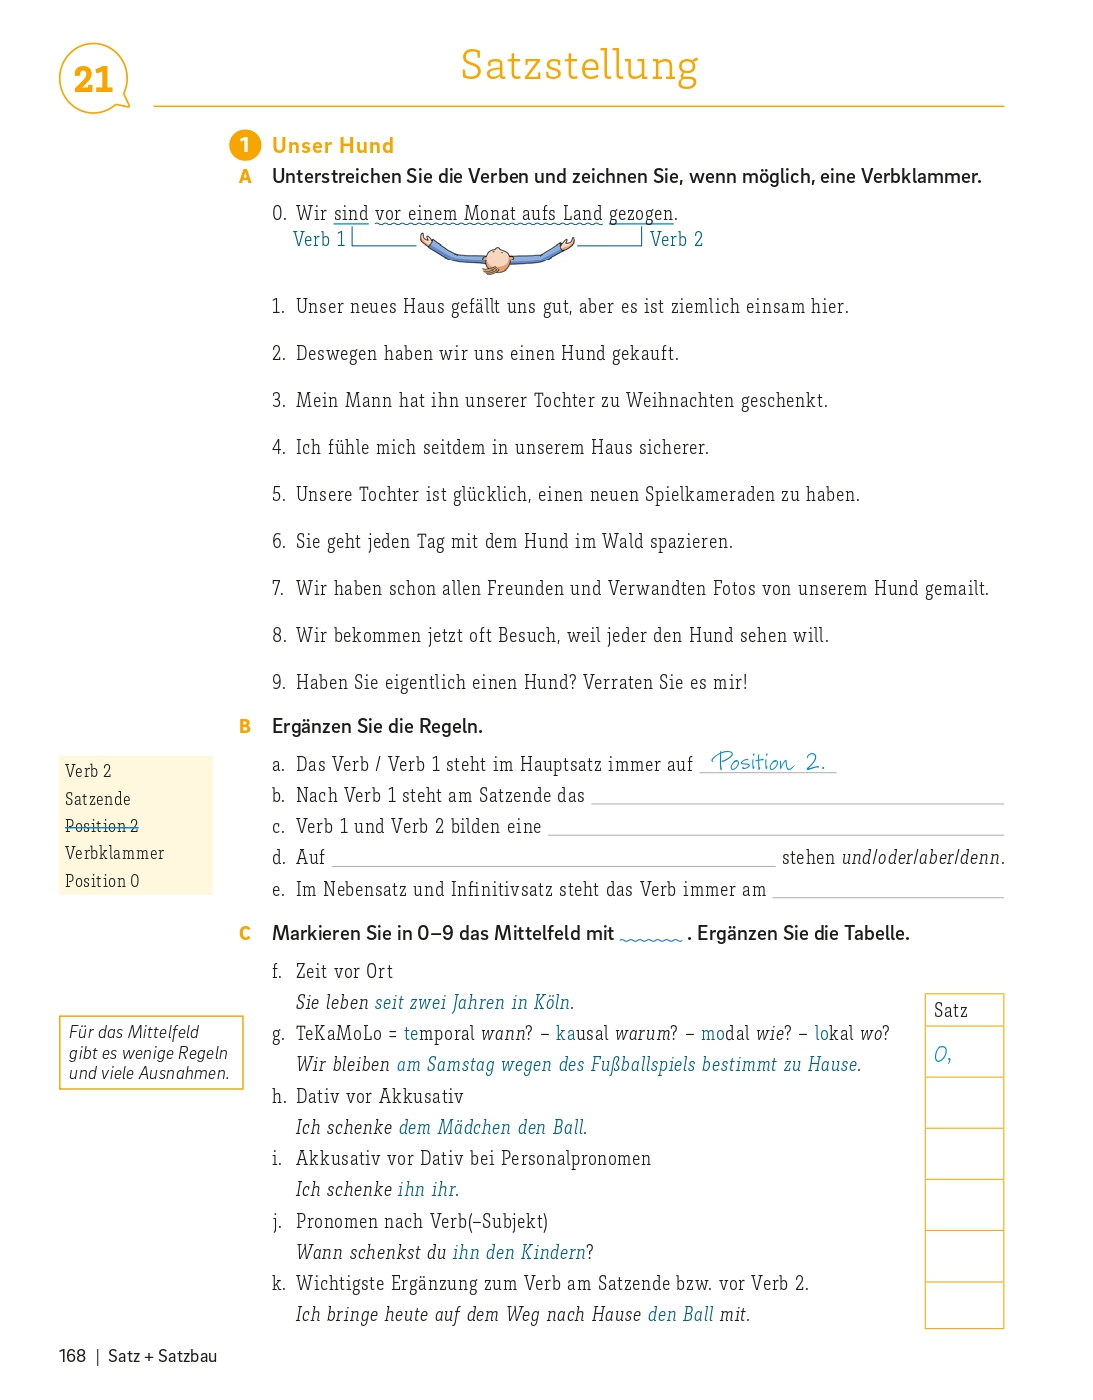 21
Satzstellung
1 Unser Hund
A Unterstreichen Sie die Verben und zeichnen Sie, wenn möglich, eine Verbklammer.
0. Wir sind vor einem Monat aufs Land gezogen.
Verb 1 Verb 2
1. Unser neues Haus gefällt uns gut, aber es ist ziemlich einsam hier.
2. Deswegen haben wir uns einen Hund gekauft.
3. Mein Mann hat ihn unserer Tochter zu Weihnachten geschenkt.
4. Ich fühle mich seitdem in unserem Haus sicherer.
5. Unsere Tochter ist glücklich, einen neuen Spielkameraden zu haben.
6. Sie geht jeden Tag mit dem Hund im Wald spazieren.
7. Wir haben schon allen Freunden und Verwandten Fotos von unserem Hund gemailt.
8. Wir bekommen jetzt oft Besuch, weil jeder den Hund sehen will.
9. Haben Sie eigentlich einen Hund? Verraten Sie es mir!
B Ergänzen Sie die Regeln.
Verb 2
Satzende
Position 2
Verbklammer
Position 0
a. Das Verb / Verb 1 steht im Hauptsatz immer auf Position 2.
b. Nach Verb 1 steht am Satzende das
c. Verb 1 und Verb 2 bilden eine
d. Auf stehen und/oder/aber/denn.
e. Im Nebensatz und Infinitivsatz steht das Verb immer am
C Markieren Sie in 0–9 das Mittelfeld mit . Ergänzen Sie die Tabelle.
Für das Mittelfeld
gibt es wenige Regeln
und viele Ausnahmen.
f. Zeit vor Ort
Sie leben seit zwei Jahren in Köln.
g. TeKaMoLo = temporal wann? – kausal warum? – modal wie? – lokal wo?
Wir bleiben am Samstag wegen des Fußballspiels bestimmt zu Hause.
h. Dativ vor Akkusativ
Ich schenke dem Mädchen den Ball.
i. Akkusativ vor Dativ bei Personalpronomen
Ich schenke ihn ihr.
j. Pronomen nach Verb(–Subjekt)
Wann schenkst du ihn den Kindern?
k. Wichtigste Ergänzung zum Verb am Satzende bzw. vor Verb 2.
Ich bringe heute auf dem Weg nach Hause den Ball mit.
Satz
0,
168 | Satz + Satzbau